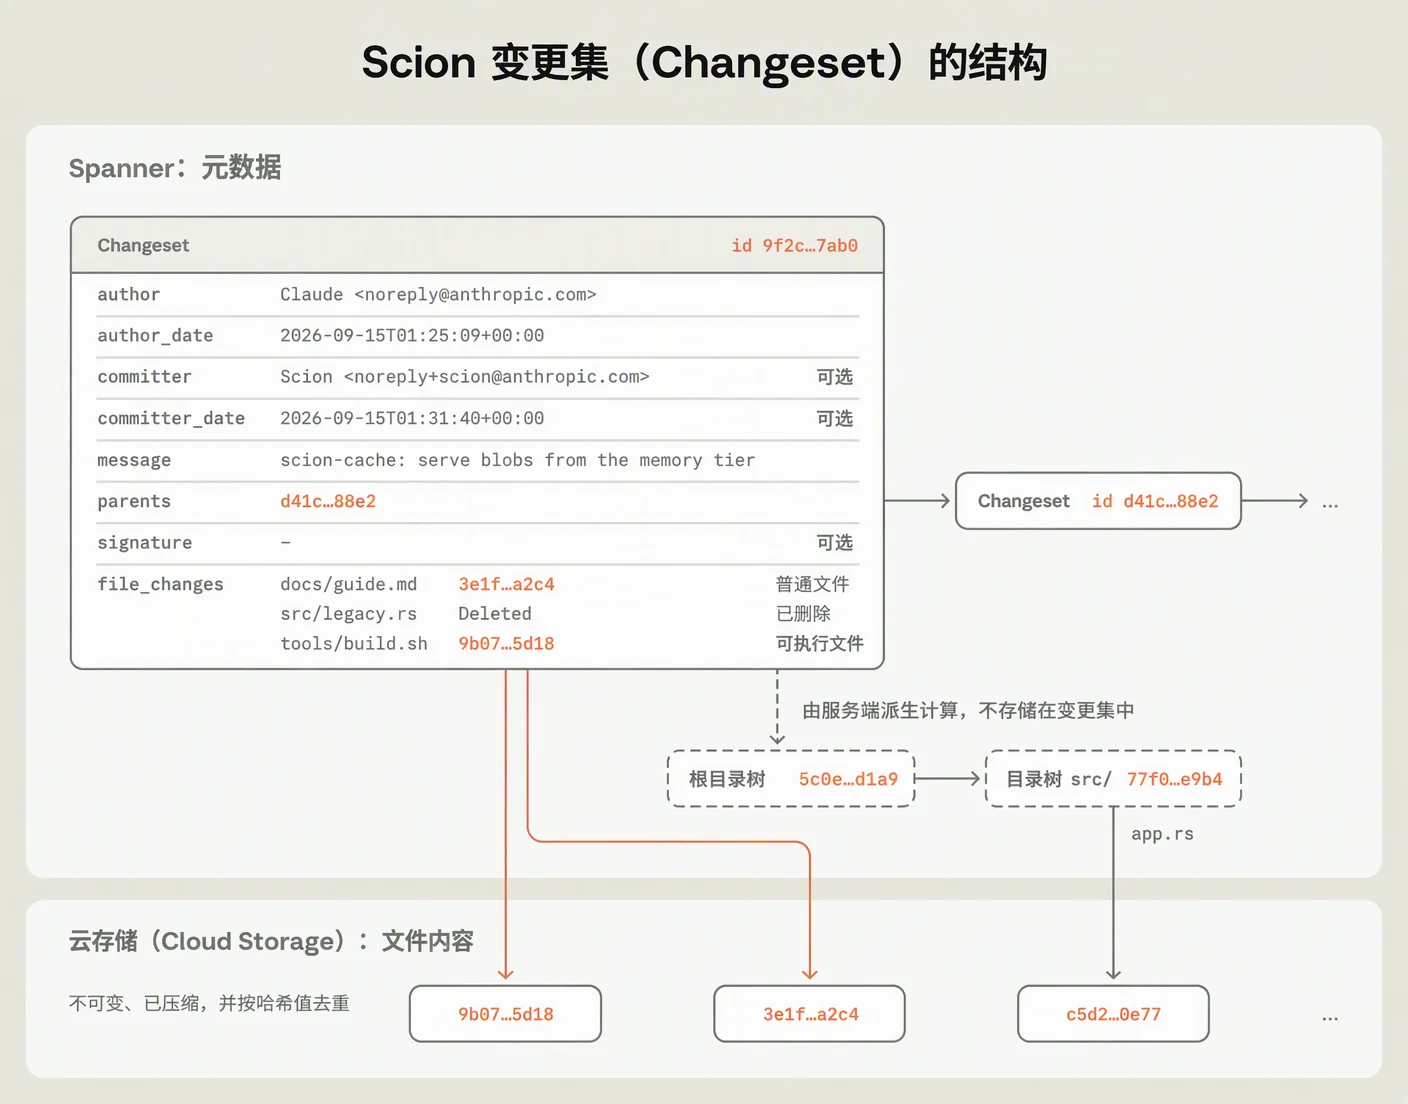 Scion 变更集（Changeset）的结构
Spanner：元数据
Changeset id 9f2c…7ab0
author Claude <noreply@anthropic.com>
author_date 2026-09-15T01:25:09+00:00
committer Scion <noreply+scion@anthropic.com> 可选
committer_date 2026-09-15T01:31:40+00:00 可选
message scion-cache: serve blobs from the memory tier
parents d41c…88e2
Changeset id d41c…88e2 …
signature – 可选
file_changes docs/guide.md 3e1f…a2c4 普通文件
src/legacy.rs Deleted 已删除
tools/build.sh 9b07…5d18 可执行文件
由服务端派生计算，不存储在变更集中
根目录树 5c0e…d1a9 目录树 src/ 77f0…e9b4
app.rs
云存储（Cloud Storage）：文件内容
不可变、已压缩，并按哈希值去重
9b07…5d18 3e1f…a2c4 c5d2…0e77 …